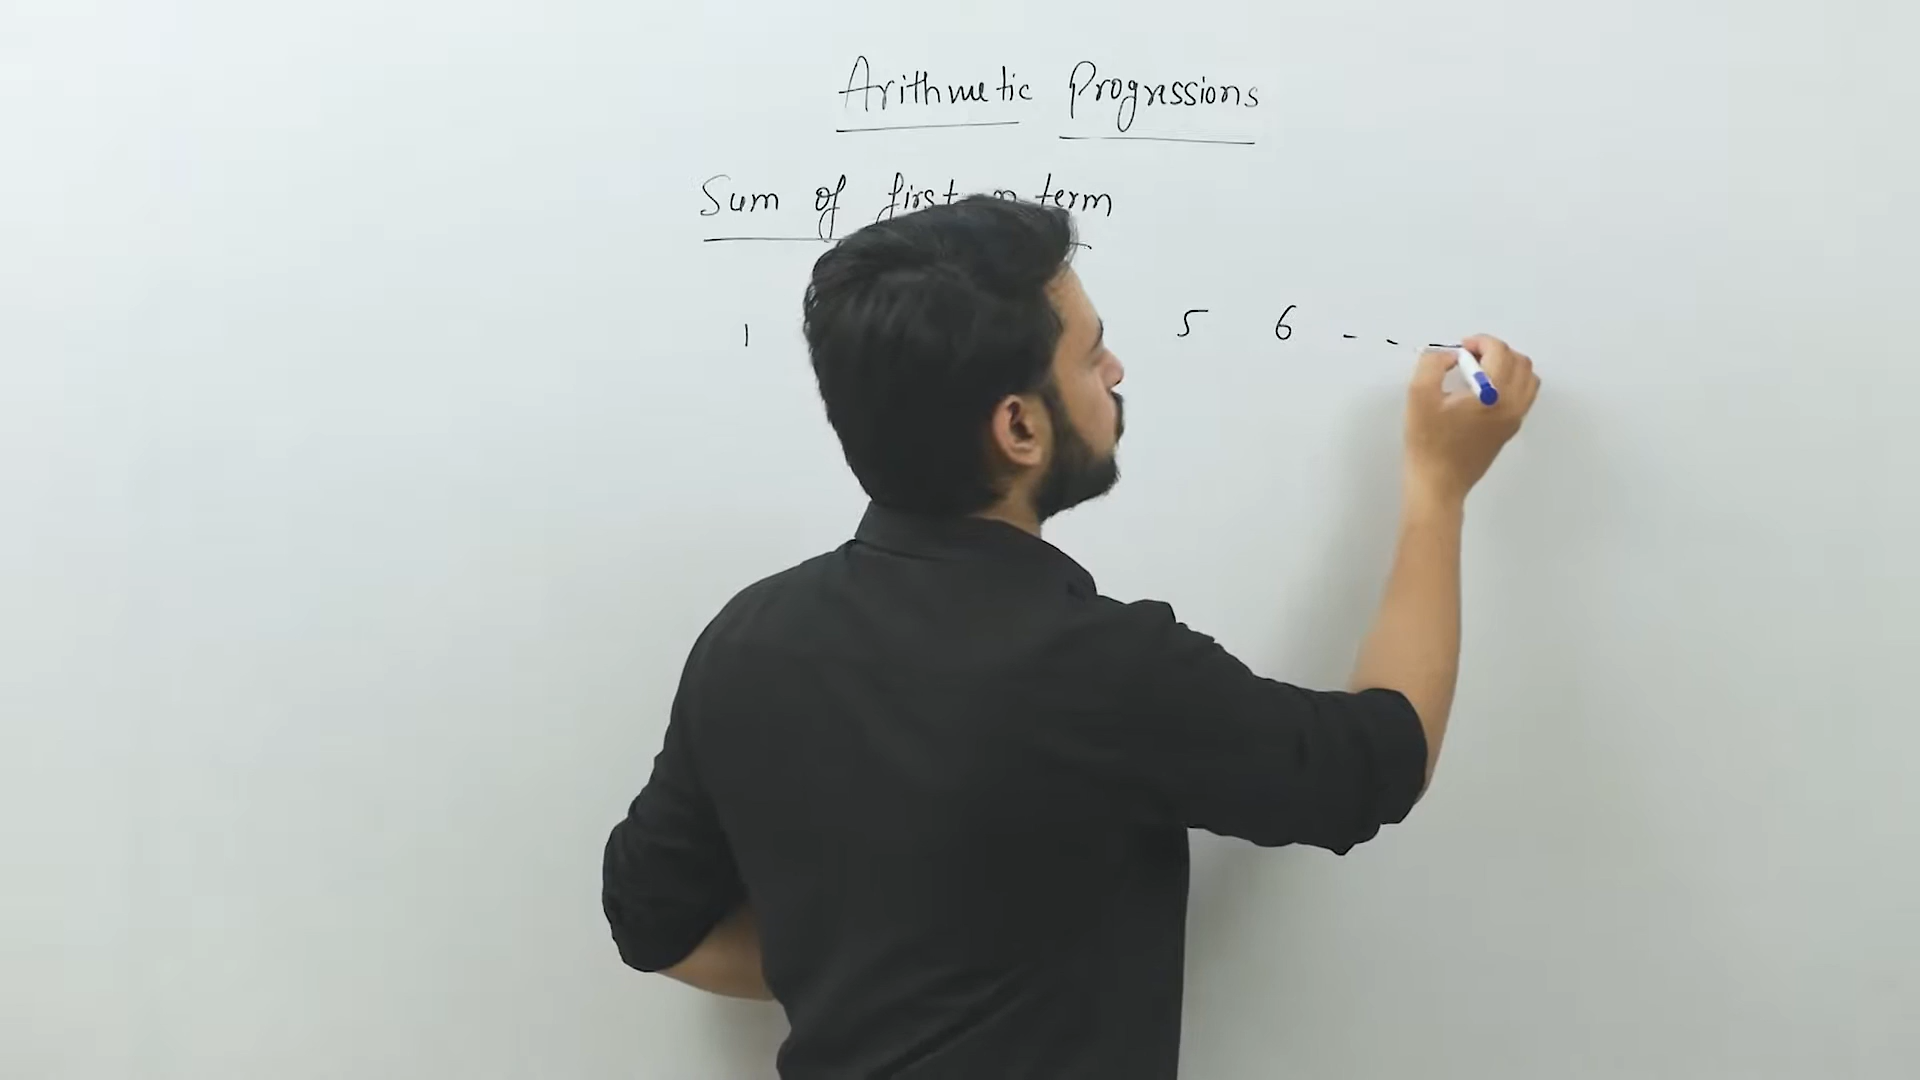 Arithmetic Progressions
Sum of first n term
1 5 6 - - -